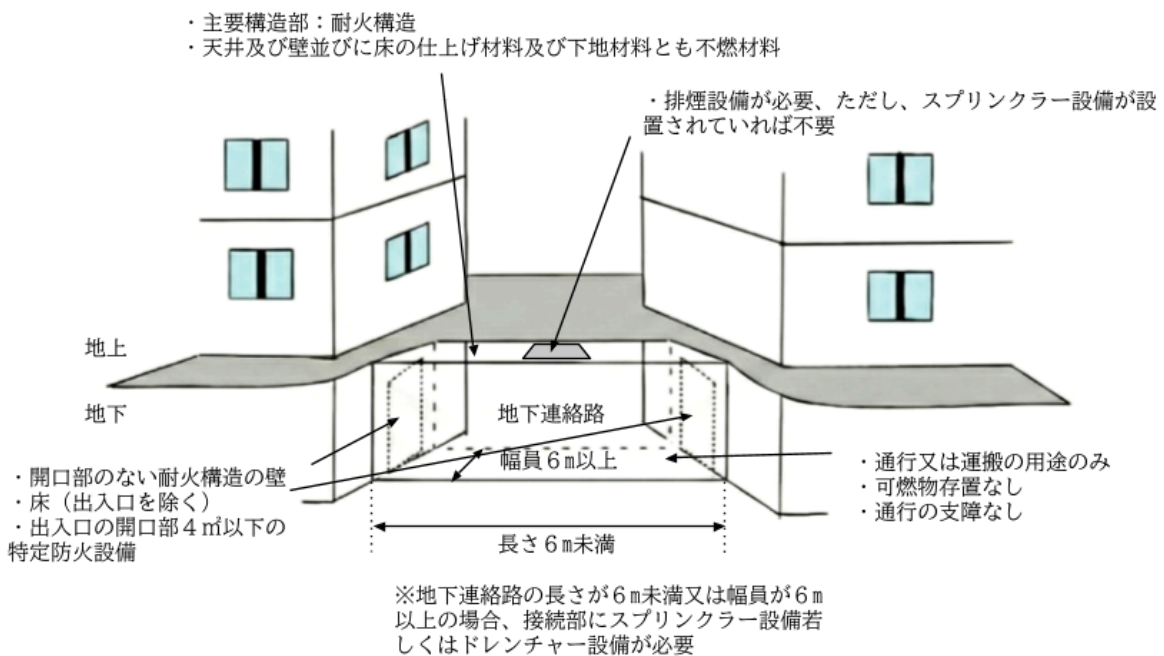 ・主要構造部：耐火構造
・天井及び壁並びに床の仕上げ材料及び下地材料とも不燃材料
・排煙設備が必要、ただし、スプリンクラー設備が設
置されていれば不要
地上
地下
地下連絡路
幅員６ｍ以上
・開口部のない耐火構造の壁
・床（出入口を除く）
・出入口の開口部４㎡以下の
特定防火設備
・通行又は運搬の用途のみ
・可燃物存置なし
・通行の支障なし
長さ６ｍ未満
※地下連絡路の長さが６ｍ未満又は幅員が６ｍ
以上の場合、接続部にスプリンクラー設備若
しくはドレンチャー設備が必要